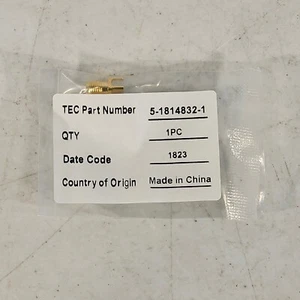 TEC Part Number 5-1814832-1
QTY 1PC
Date Code 1823
Country of Origin Made in China